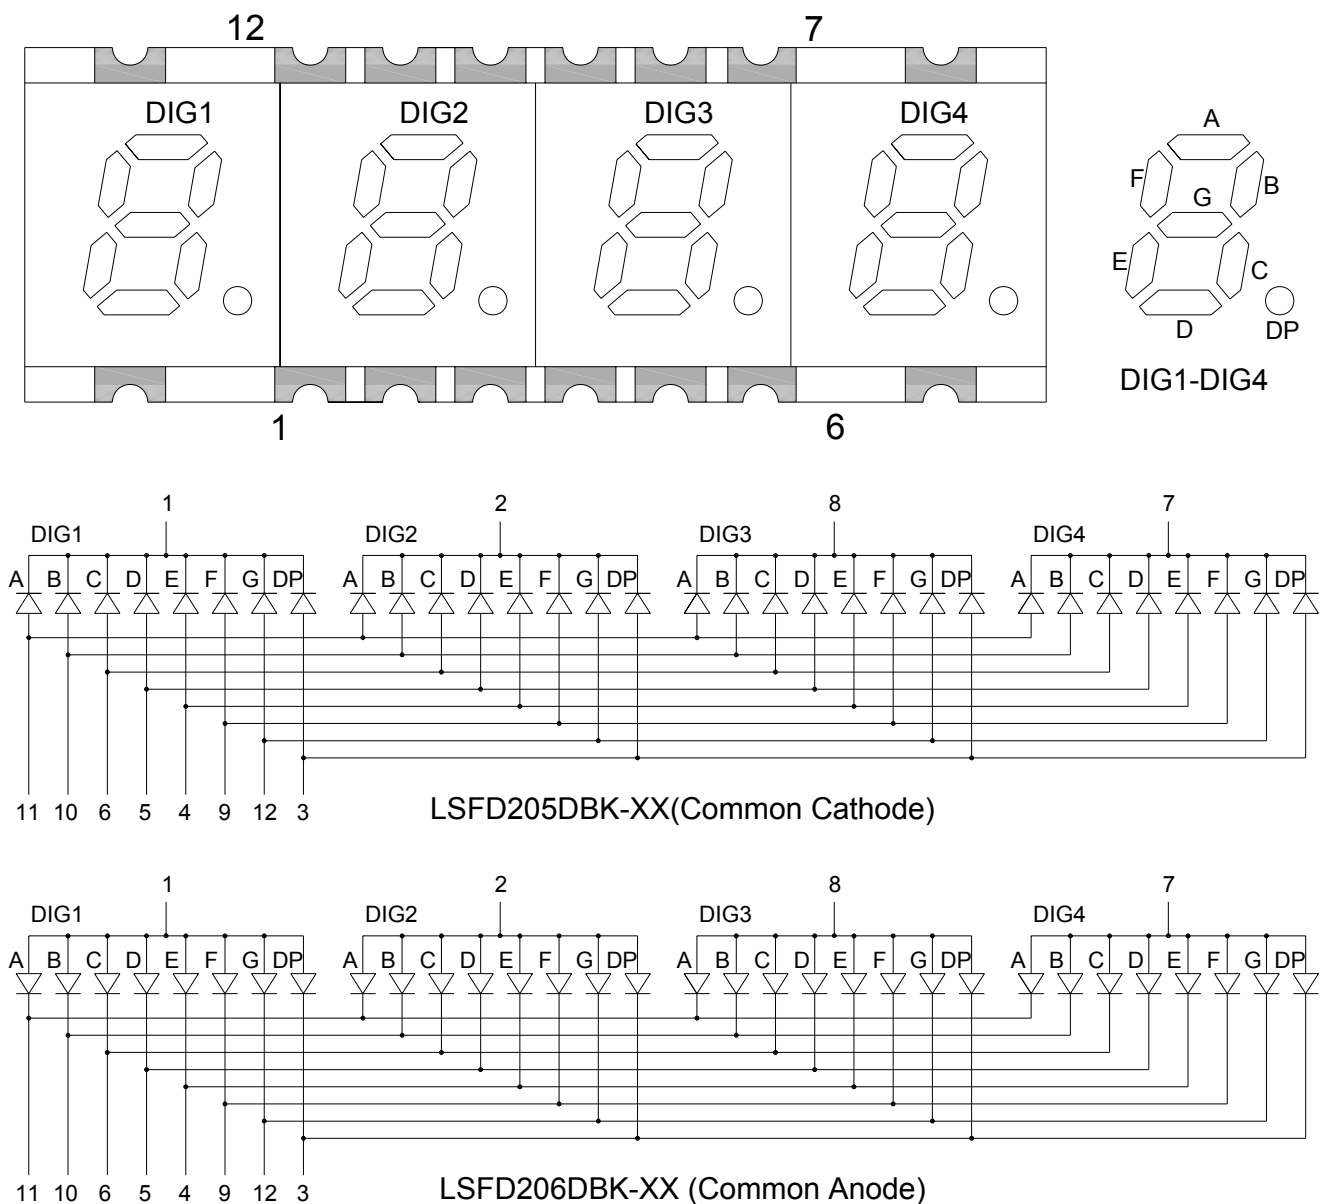 12 7
DIG1 DIG2 DIG3 DIG4
A
F B
G
E C
D DP
DIG1-DIG4
1 6
1 2 8 7
DIG1 DIG2 DIG3 DIG4
A B C D E F G DP A B C D E F G DP A B C D E F G DP A B C D E F G DP
11 10 6 5 4 9 12 3
LSFD205DBK-XX(Common Cathode)
1 2 8 7
DIG1 DIG2 DIG3 DIG4
A B C D E F G DP A B C D E F G DP A B C D E F G DP A B C D E F G DP
11 10 6 5 4 9 12 3
LSFD206DBK-XX (Common Anode)